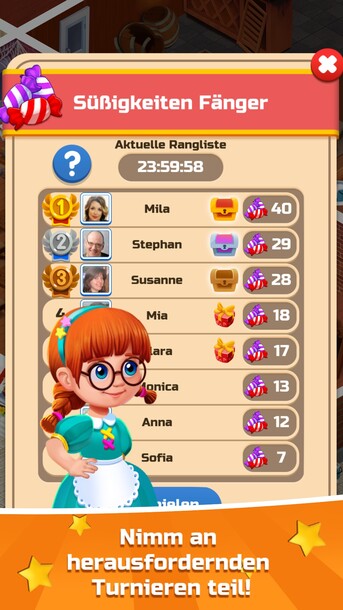 Süßigkeiten Fänger
Aktuelle Rangliste
?
23:59:58
1 Mila 40
2 Stephan 29
3 Susanne 28
4 Mia 18
17
13
Anna 12
Sofia 7
Nimm an
herausfordernden
Turnieren teil!